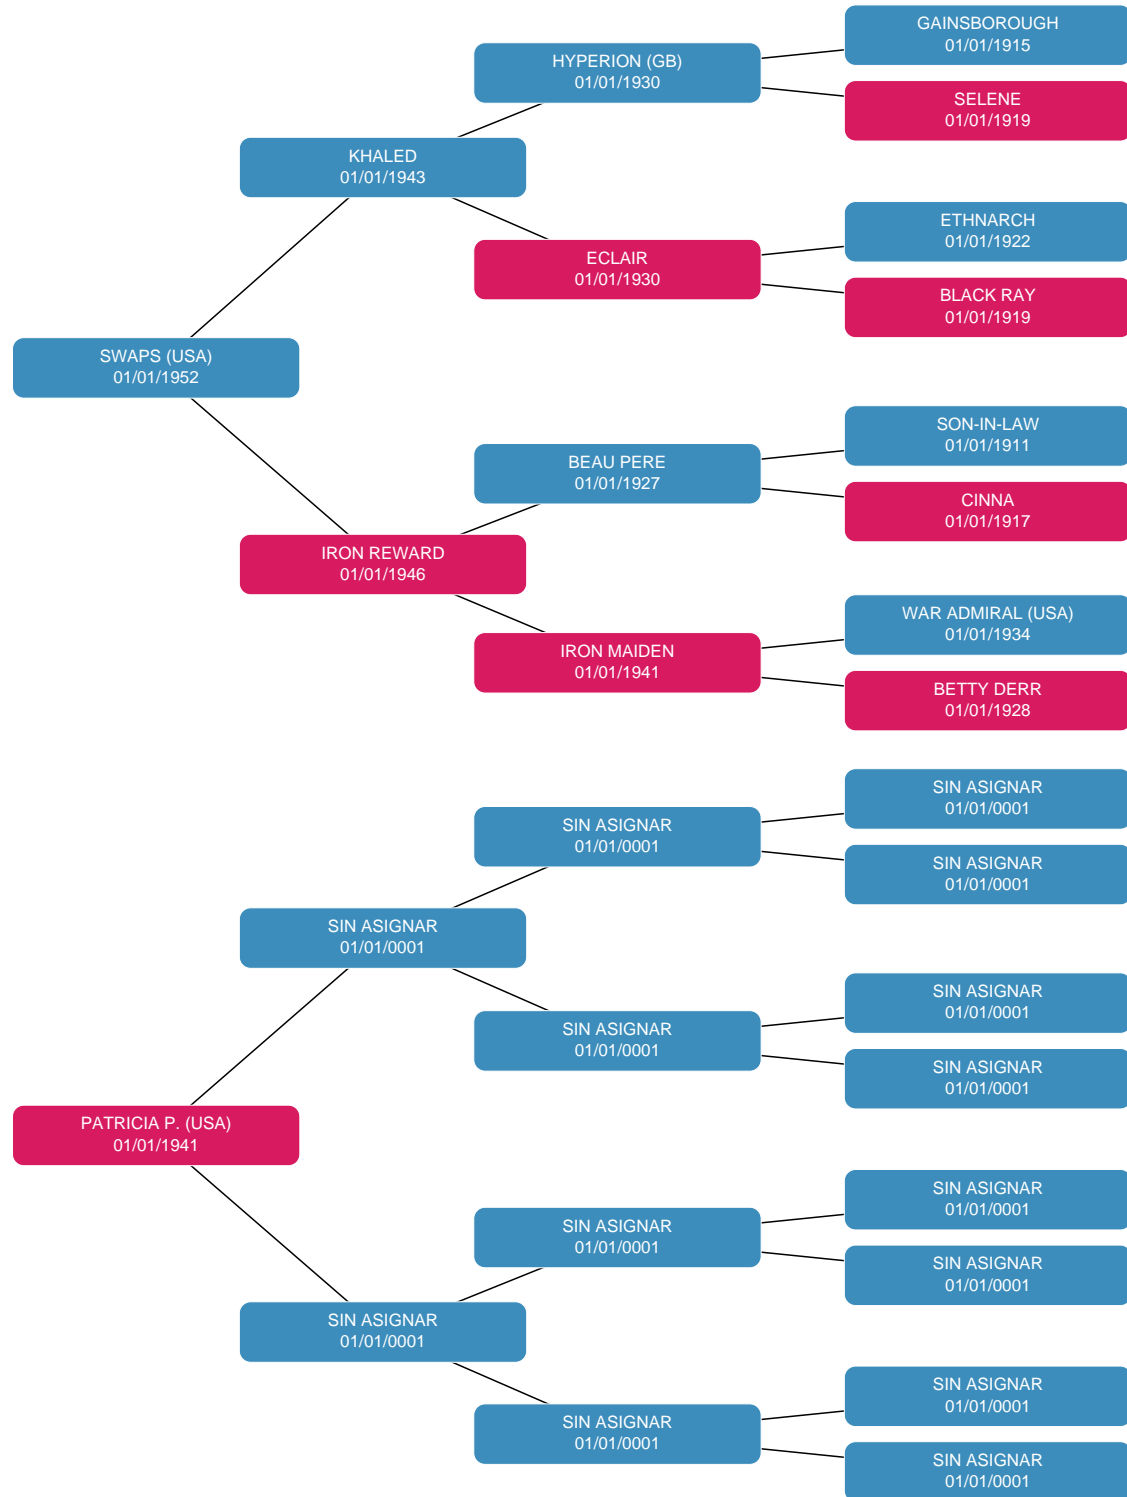 GAINSBOROUGH
01/01/1915
HYPERION (GB)
01/01/1930
SELENE
01/01/1919
KHALED
01/01/1943
ETHNARCH
01/01/1922
ECLAIR
01/01/1930
BLACK RAY
01/01/1919
SWAPS (USA)
01/01/1952
SON-IN-LAW
01/01/1911
BEAU PERE
01/01/1927
CINNA
01/01/1917
IRON REWARD
01/01/1946
WAR ADMIRAL (USA)
01/01/1934
IRON MAIDEN
01/01/1941
BETTY DERR
01/01/1928
SIN ASIGNAR
01/01/0001
SIN ASIGNAR
01/01/0001
SIN ASIGNAR
01/01/0001
SIN ASIGNAR
01/01/0001
SIN ASIGNAR
01/01/0001
SIN ASIGNAR
01/01/0001
SIN ASIGNAR
01/01/0001
PATRICIA P. (USA)
01/01/1941
SIN ASIGNAR
01/01/0001
SIN ASIGNAR
01/01/0001
SIN ASIGNAR
01/01/0001
SIN ASIGNAR
01/01/0001
SIN ASIGNAR
01/01/0001
SIN ASIGNAR
01/01/0001
SIN ASIGNAR
01/01/0001